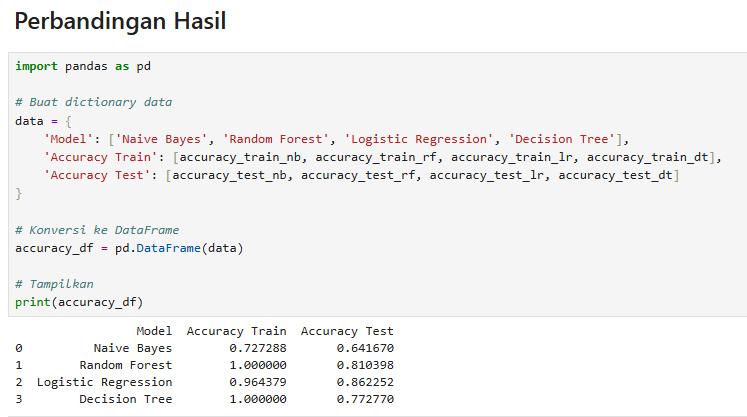 Perbandingan Hasil
import pandas as pd
# Buat dictionary data
data = {
    'Model': ['Naive Bayes', 'Random Forest', 'Logistic Regression', 'Decision Tree'],
    'Accuracy Train': [accuracy_train_nb, accuracy_train_rf, accuracy_train_lr, accuracy_train_dt],
    'Accuracy Test': [accuracy_test_nb, accuracy_test_rf, accuracy_test_lr, accuracy_test_dt]
}
# Konversi ke DataFrame
accuracy_df = pd.DataFrame(data)
# Tampilkan
print(accuracy_df)
                 Model  Accuracy Train  Accuracy Test
0          Naive Bayes        0.727288       0.641670
1        Random Forest        1.000000       0.810398
2  Logistic Regression        0.964379       0.862252
3        Decision Tree        1.000000       0.772770